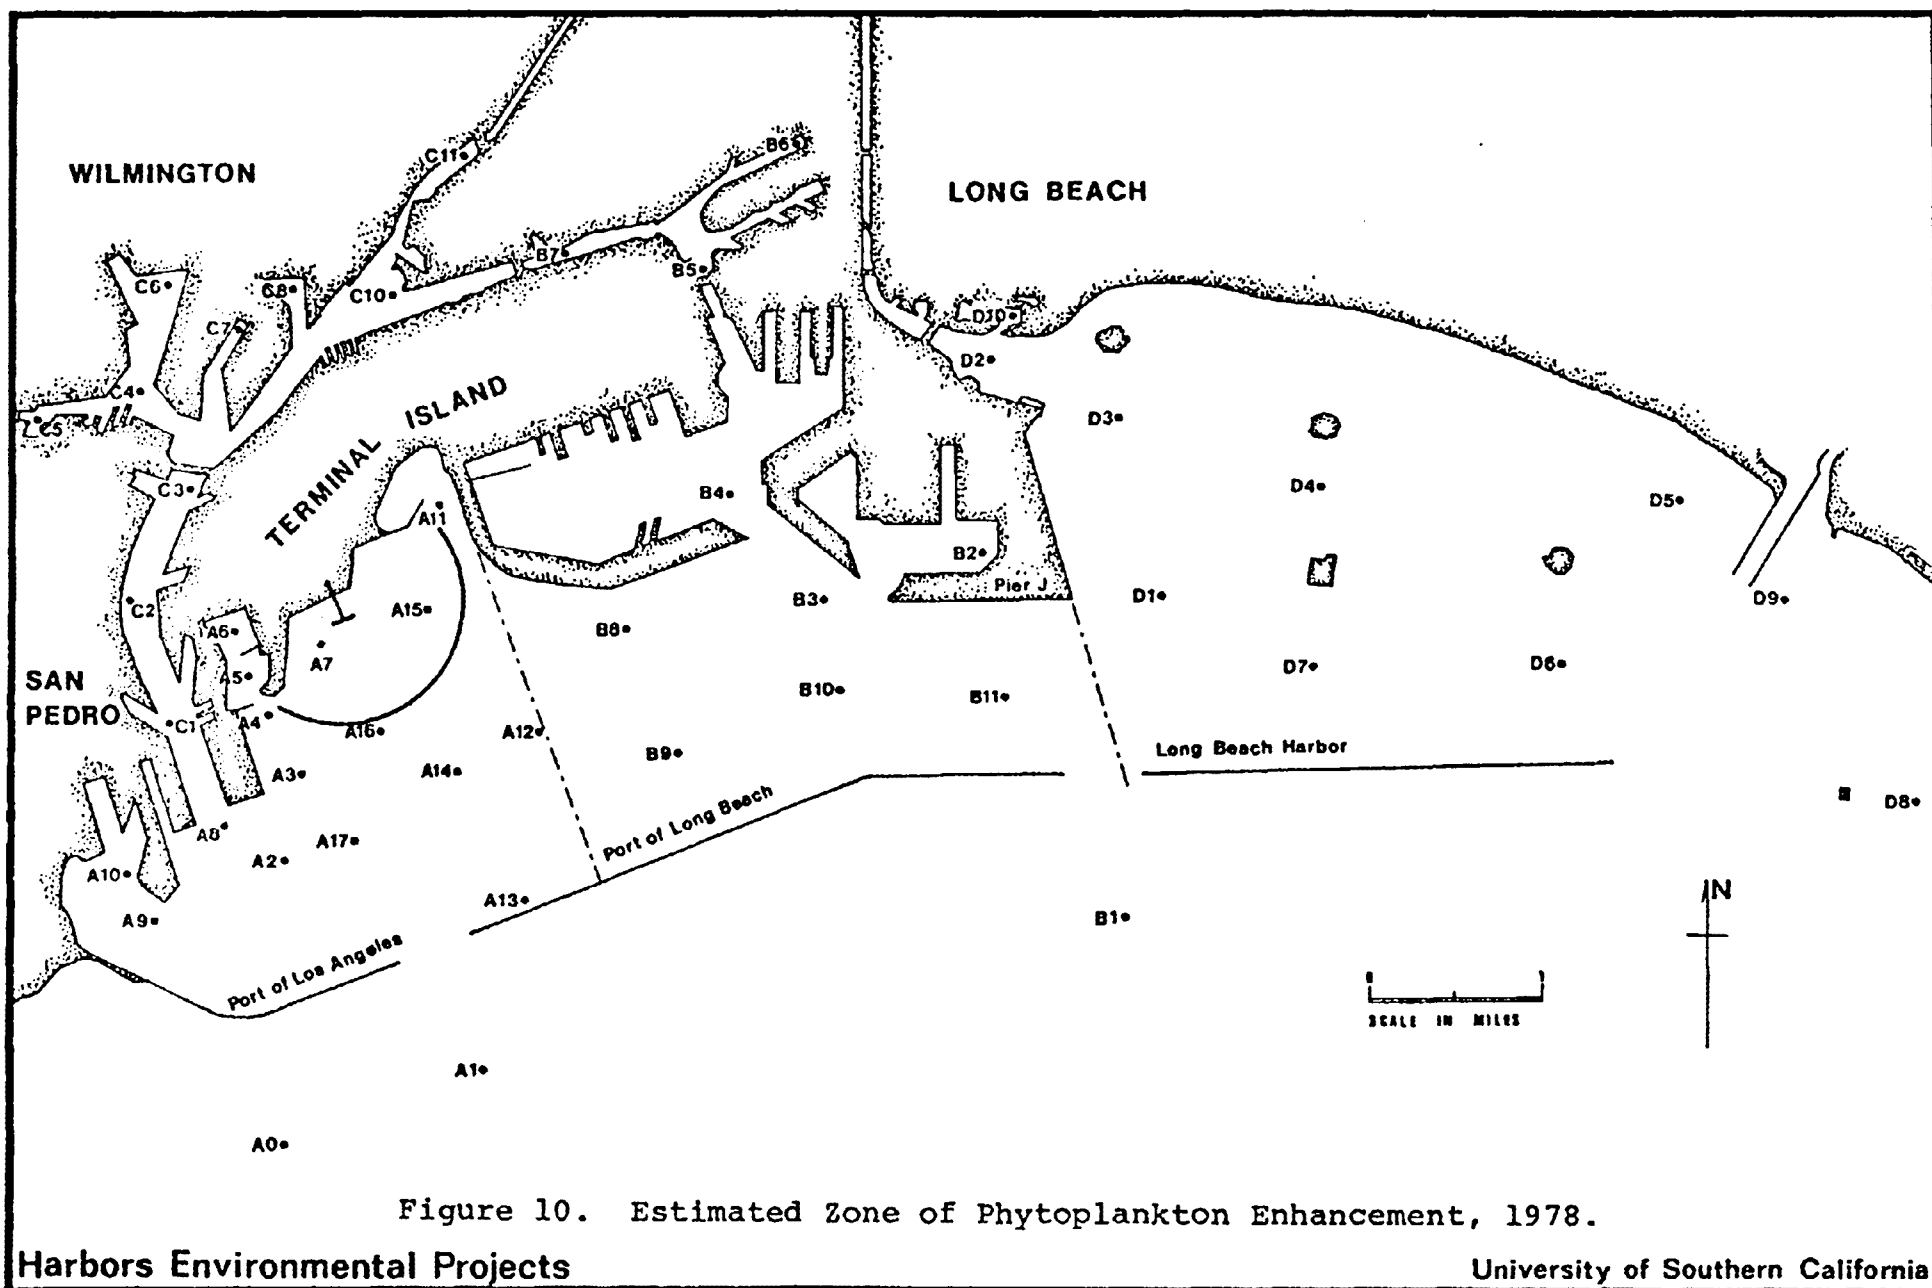 WILMINGTON
LONG BEACH
TERMINAL ISLAND
SAN
PEDRO
C11
B6
B7
B5
C6
C8
C10
C7
D10
D2
C4
C5
D3
C3
A11
B4
D4
D5
C2
A6
A15
B2
Pier J
B8
B3
D1
D9
A7
A5
A4
C1
A16
A12
B10
B11
D7
D6
A3
A14
B9
Long Beach Harbor
Port of Long Beach
A8
A2
A17
D8
A10
A9
A13
B1
N
Port of Los Angeles
SCALE IN MILES
A1
A0
Figure 10. Estimated Zone of Phytoplankton Enhancement, 1978.
Harbors Environmental Projects
University of Southern California